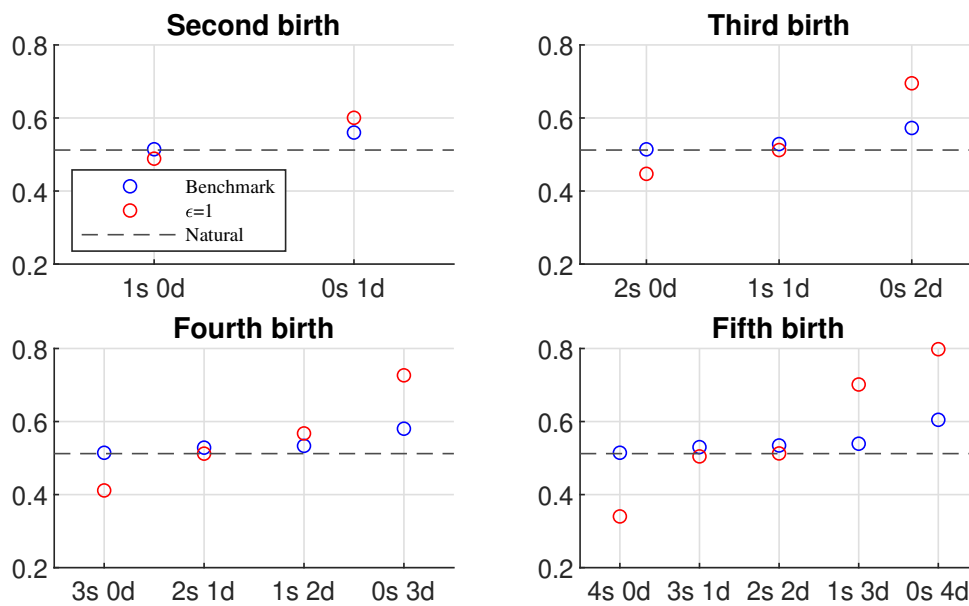 Second birth
0.8
0.6
0.4
0.2
Benchmark
ϵ=1
Natural
1s 0d 0s 1d
Third birth
0.8
0.6
0.4
0.2
2s 0d 1s 1d 0s 2d
Fourth birth
0.8
0.6
0.4
0.2
3s 0d 2s 1d 1s 2d 0s 3d
Fifth birth
0.8
0.6
0.4
0.2
4s 0d 3s 1d 2s 2d 1s 3d 0s 4d